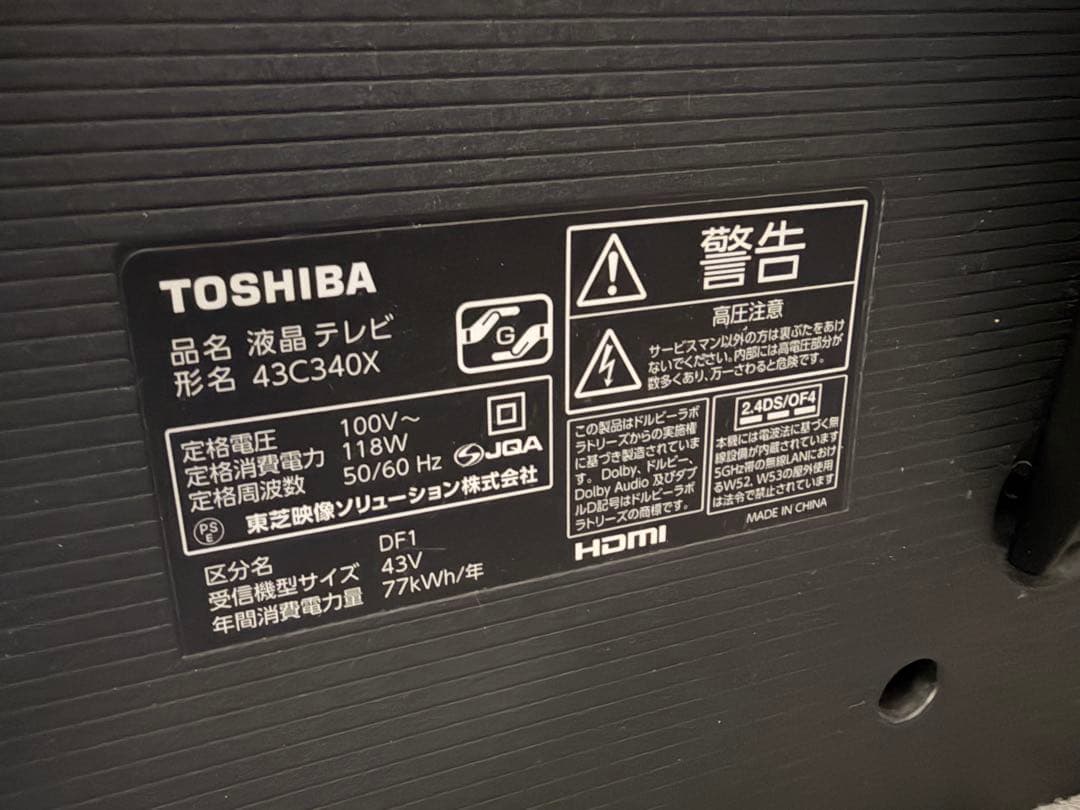 TOSHIBA
品名 液晶テレビ
形名 43C340X
G
定格電圧 100V～
定格消費電力 118W
定格周波数 50/60 Hz
JQA
PS
E
東芝映像ソリューション株式会社
区分名 DF1
受信機型サイズ 43V
年間消費電力量 77kWh/年
警告
高圧注意
サービスマン以外の方は裏ぶたをあけ
ないでください。内部には高電圧部分が
数多くあり、万一さわると危険です。
この製品はドルビーラボ
ラトリーズからの実施権
に基づき製造されていま
す。Dolby、ドルビー、
Dolby Audio 及びダブ
ルD記号はドルビーラボ
ラトリーズの商標です。
HDMI
2.4DS/OF4
本機には電波法に基づく無
線設備が内蔵されています
5GHz帯の無線LANにおけ
るW52、W53の屋外使用
は法令で禁止されています
MADE IN CHINA